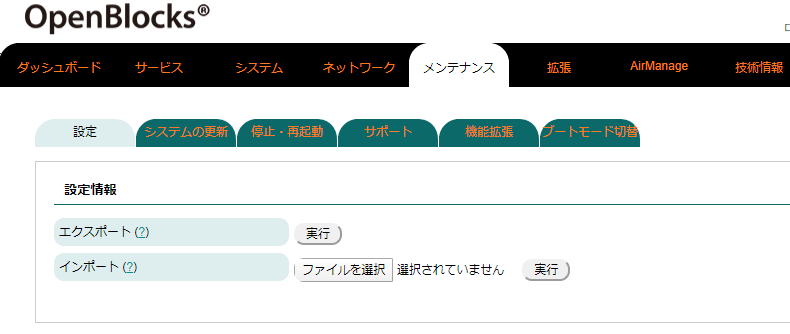 OpenBlocks®
ダッシュボード サービス システム ネットワーク メンテナンス 拡張 AirManage 技術情報
設定 システムの更新 停止・再起動 サポート 機能拡張 ブートモード切替
設定情報
エクスポート (?) 実行
インポート (?) ファイルを選択 選択されていません 実行